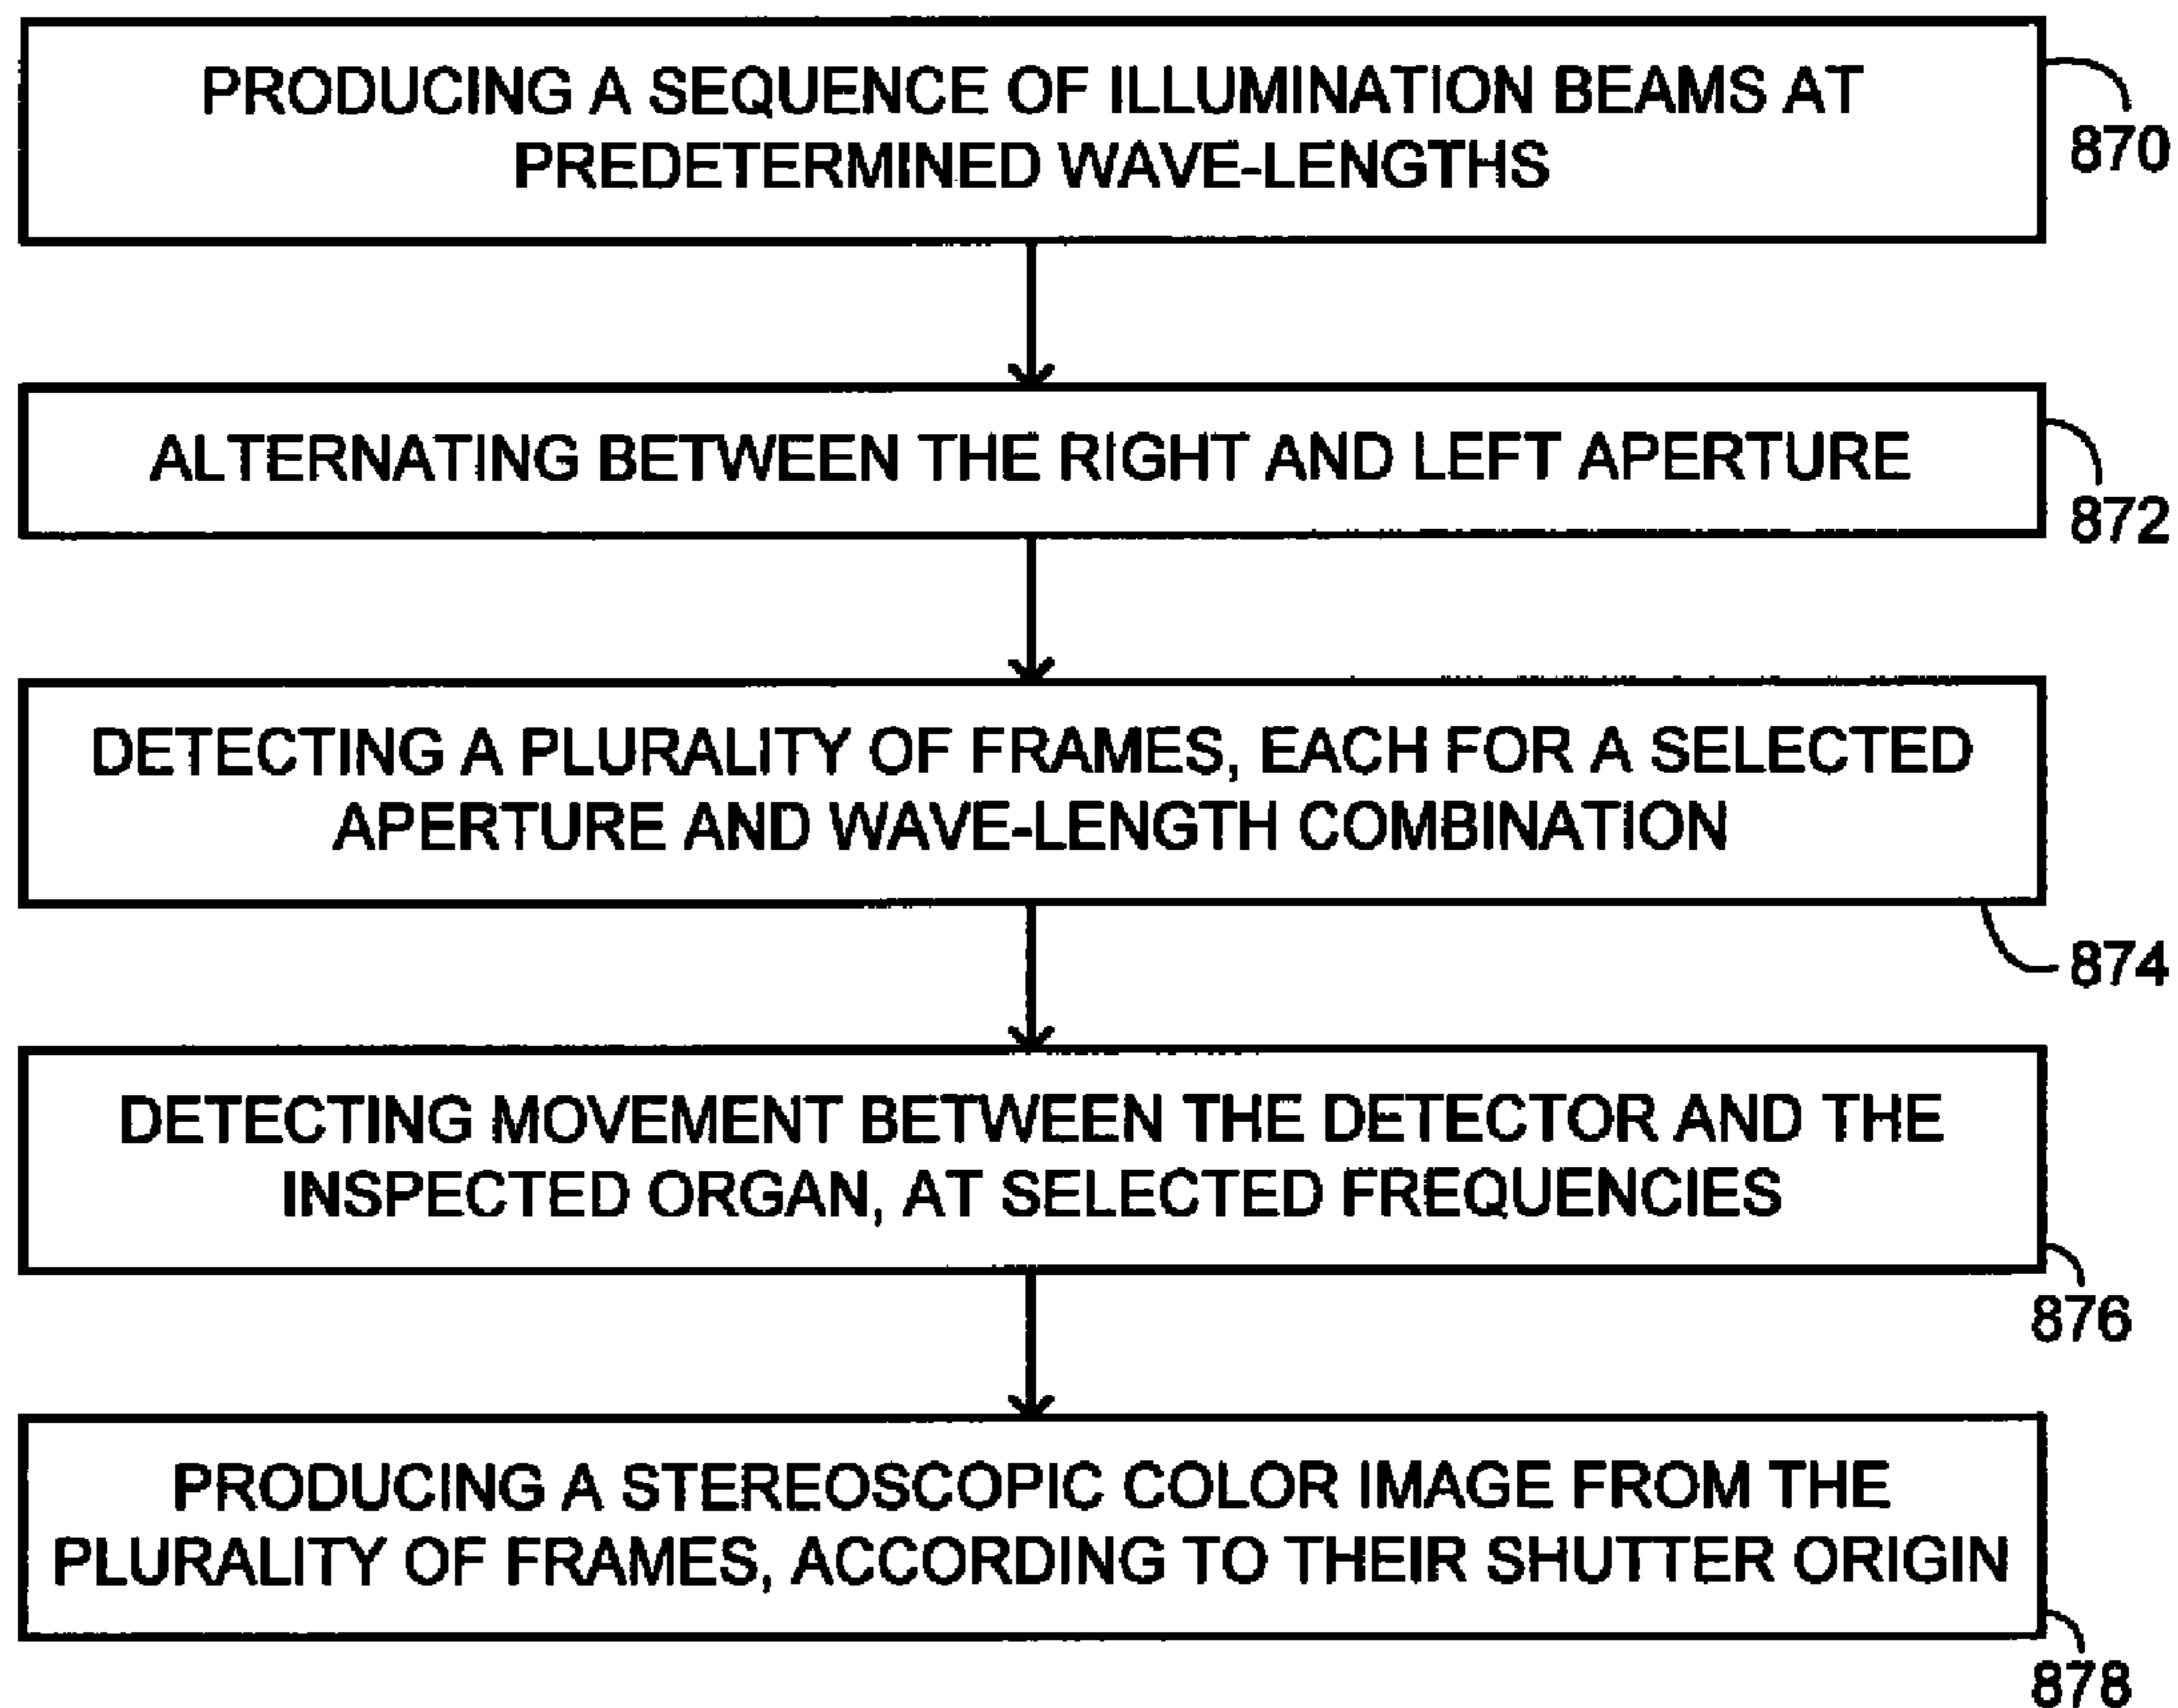 PRODUCING A SEQUENCE OF ILLUMINATION BEAMS AT
PREDETERMINED WAVE-LENGTHS
870
ALTERNATING BETWEEN THE RIGHT AND LEFT APERTURE
872
DETECTING A PLURALITY OF FRAMES, EACH FOR A SELECTED
APERTURE AND WAVE-LENGTH COMBINATION
874
DETECTING MOVEMENT BETWEEN THE DETECTOR AND THE
INSPECTED ORGAN, AT SELECTED FREQUENCIES
876
PRODUCING A STEREOSCOPIC COLOR IMAGE FROM THE
PLURALITY OF FRAMES, ACCORDING TO THEIR SHUTTER ORIGIN
878